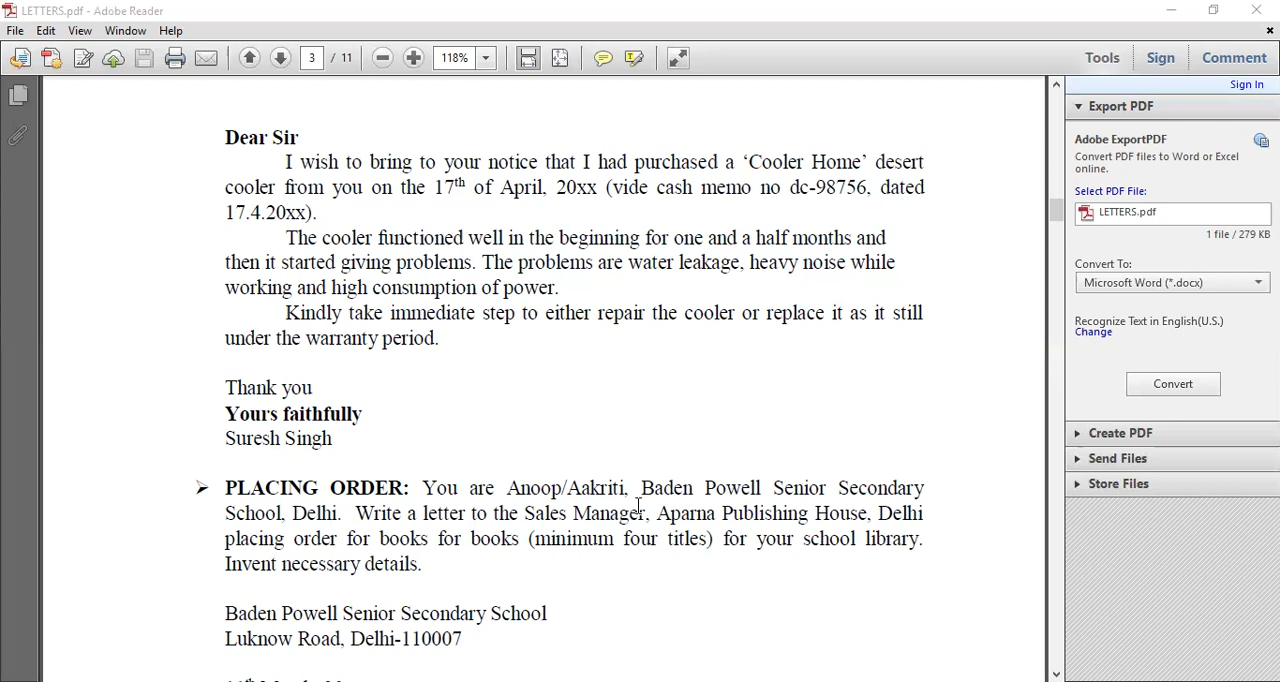 LETTERS.pdf - Adobe Reader
File Edit View Window Help
3 / 11 118% Tools Sign Comment
Sign In
Export PDF
Adobe ExportPDF
Convert PDF files to Word or Excel
online.
Select PDF File:
LETTERS.pdf
1 file / 279 KB
Convert To:
Microsoft Word (*.docx)
Recognize Text in English(U.S.)
Change
Convert
Create PDF
Send Files
Store Files
Dear Sir
I wish to bring to your notice that I had purchased a ‘Cooler Home’ desert
cooler from you on the 17th of April, 20xx (vide cash memo no dc-98756, dated
17.4.20xx).
The cooler functioned well in the beginning for one and a half months and
then it started giving problems. The problems are water leakage, heavy noise while
working and high consumption of power.
Kindly take immediate step to either repair the cooler or replace it as it still
under the warranty period.
Thank you
Yours faithfully
Suresh Singh
➢ PLACING ORDER: You are Anoop/Aakriti, Baden Powell Senior Secondary
School, Delhi. Write a letter to the Sales Manager, Aparna Publishing House, Delhi
placing order for books for books (minimum four titles) for your school library.
Invent necessary details.
Baden Powell Senior Secondary School
Luknow Road, Delhi-110007